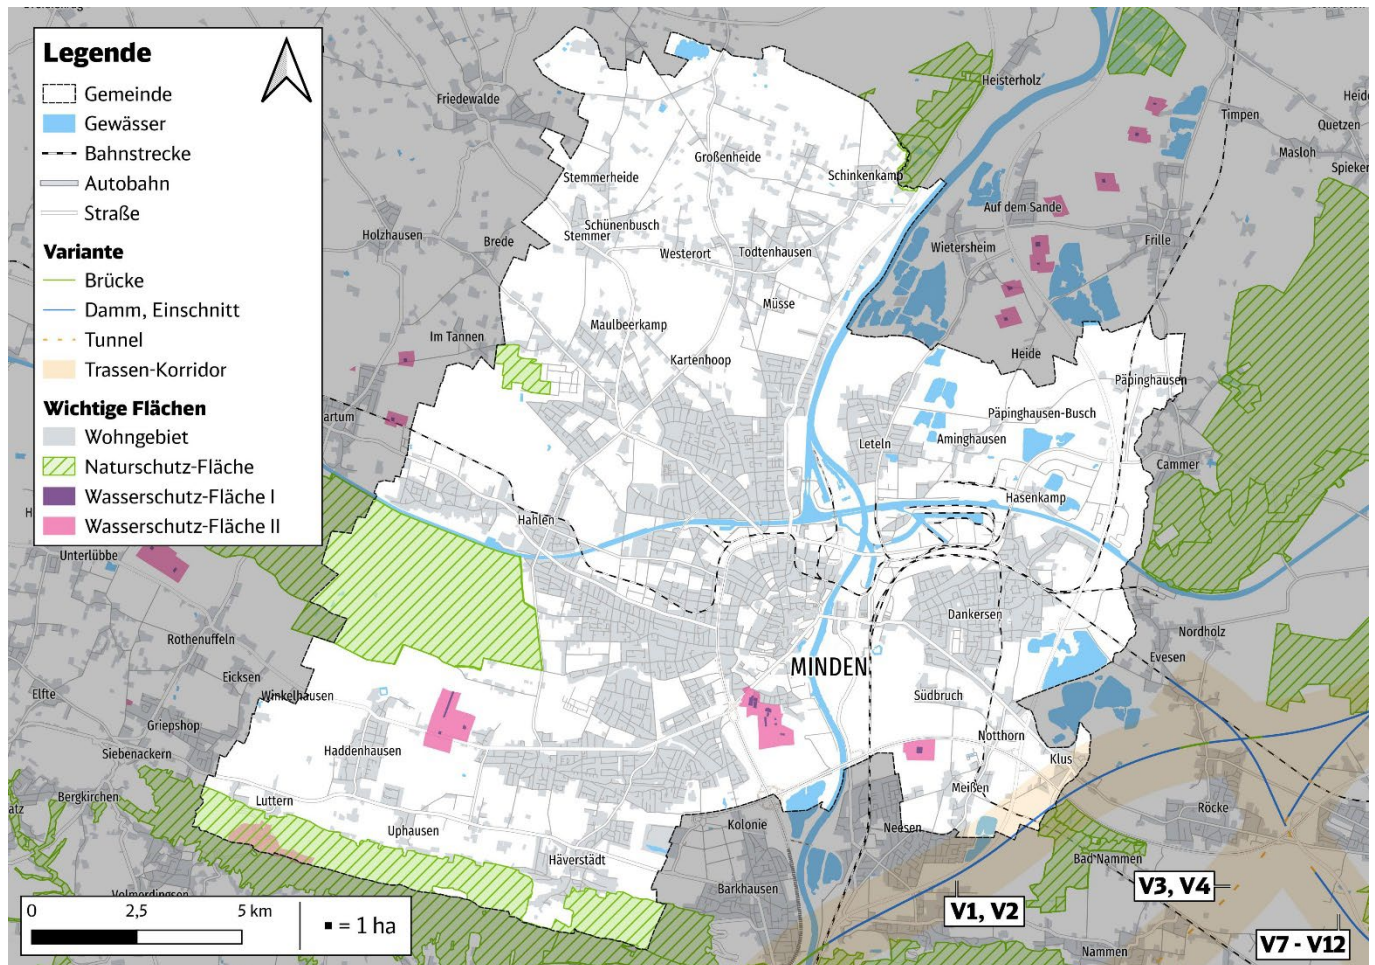 Legende
Gemeinde
Gewässer
Bahnstrecke
Autobahn
Straße
Variante
Brücke
Damm, Einschnitt
Tunnel
Trassen-Korridor
Wichtige Flächen
Wohngebiet
Naturschutz-Fläche
Wasserschutz-Fläche I
Wasserschutz-Fläche II
Friedewalde
Heisterholz
Timpen
Quetzen
Masloh
Spieker
Heide
Großenheide
Stemmerheide
Schinkenkamp
Schünenbusch
Stemmer
Holzhausen
Brede
Westerort
Todtenhausen
Auf dem Sande
Wietersheim
Frille
Müsse
Maulbeerkamp
Im Tannen
Kartenhoop
Heide
Päpinghausen
Päpinghausen-Busch
artum
Leteln
Aminghausen
Cammer
Hasenkamp
Hahlen
H
Unterlübbe
Dankersen
Nordholz
Rothenuffeln
Evesen
MINDEN
Eicksen
Winkelhausen
Elfte
Südbruch
Griepshop
Notthorn
Siebenackern
Haddenhausen
Klus
Meißen
Bergkirchen
atz
Luttern
Röcke
Uphausen
Kolonie
Neesen
Häverstädt
Bad Nammen
Volmerdingsen
Barkhausen
V3, V4
V1, V2
V7 - V12
Nammen
0 2,5 5 km
= 1 ha